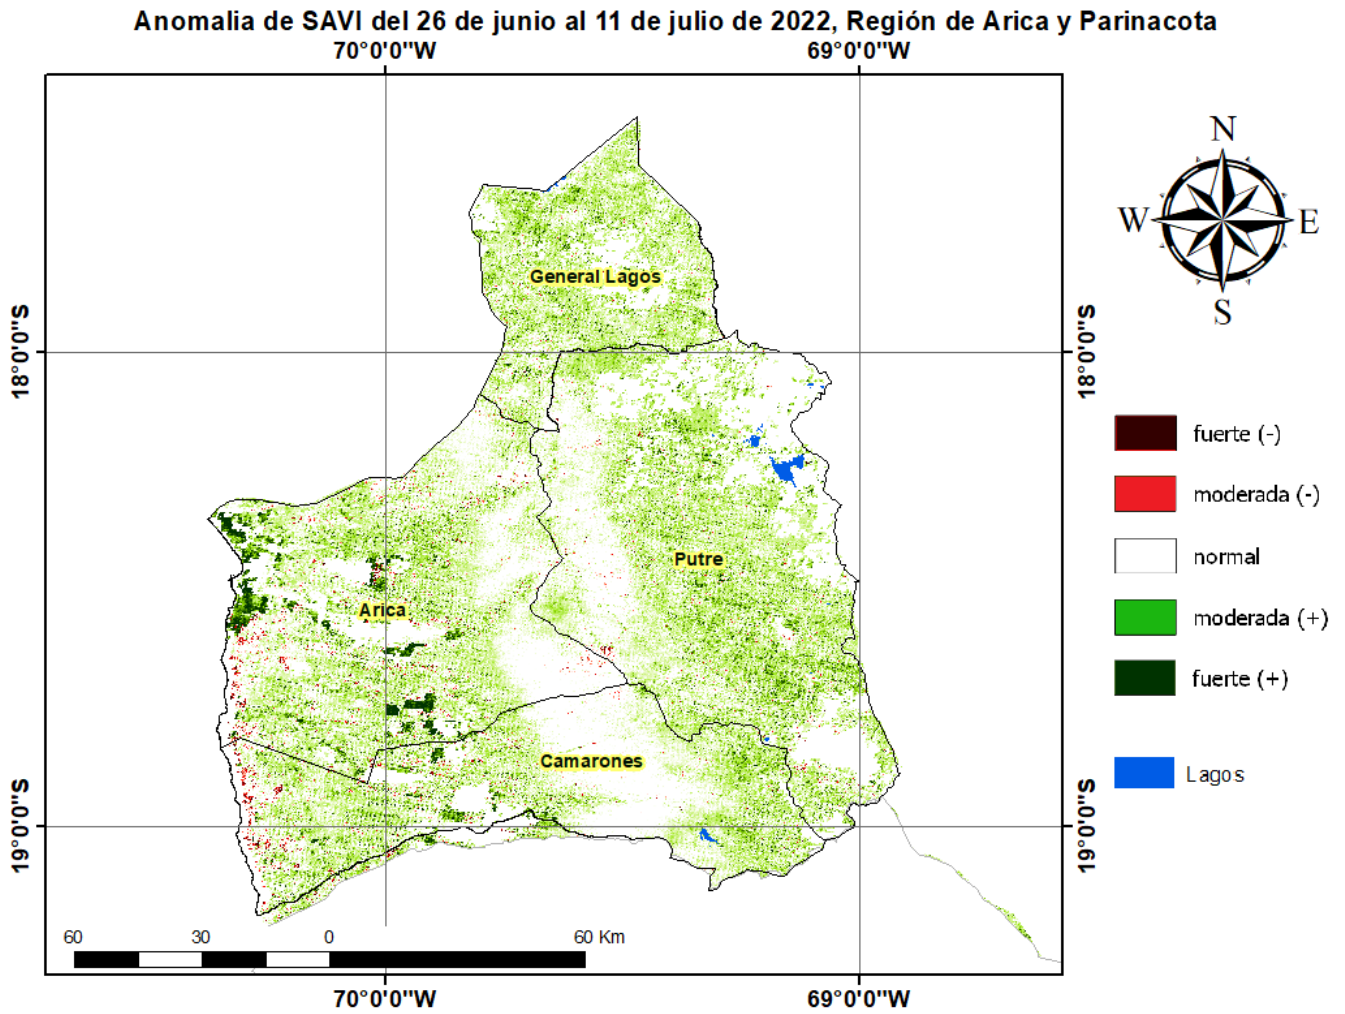 Anomalia de SAVI del 26 de junio al 11 de julio de 2022, Región de Arica y Parinacota
70°0'0"W 69°0'0"W
N
W E
S
General Lagos
18°0'0"S 18°0'0"S
fuerte (-)
moderada (-)
normal
Putre
Arica
moderada (+)
fuerte (+)
Camarones
Lagos
19°0'0"S 19°0'0"S
60 30 0 60 Km
70°0'0"W 69°0'0"W